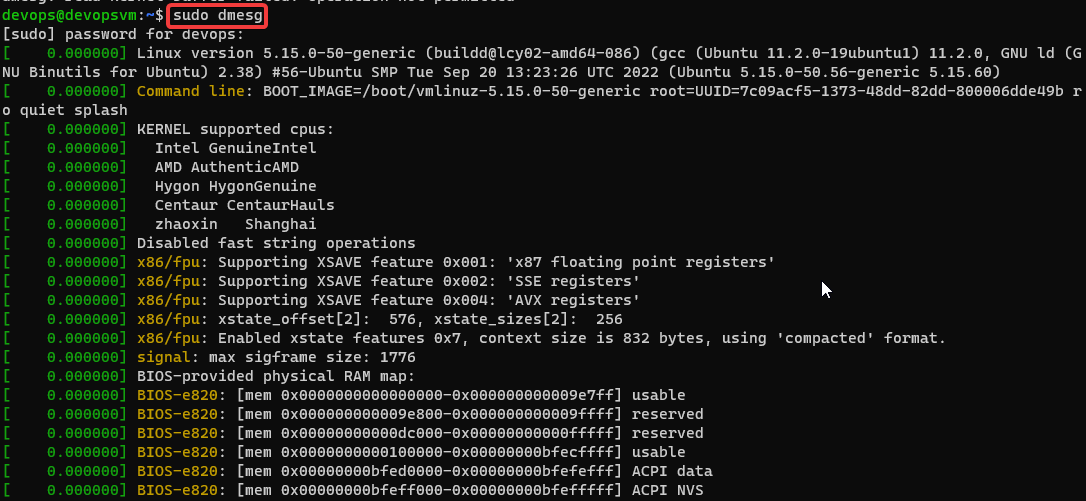 devops@devopsvm:~$ sudo dmesg
[sudo] password for devops:
[    0.000000] Linux version 5.15.0-50-generic (buildd@lcy02-amd64-086) (gcc (Ubuntu 11.2.0-19ubuntu1) 11.2.0, GNU ld (G
NU Binutils for Ubuntu) 2.38) #56-Ubuntu SMP Tue Sep 20 13:23:26 UTC 2022 (Ubuntu 5.15.0-50.56-generic 5.15.60)
[    0.000000] Command line: BOOT_IMAGE=/boot/vmlinuz-5.15.0-50-generic root=UUID=7c09acf5-1373-48dd-82dd-800006dde49b r
o quiet splash
[    0.000000] KERNEL supported cpus:
[    0.000000]   Intel GenuineIntel
[    0.000000]   AMD AuthenticAMD
[    0.000000]   Hygon HygonGenuine
[    0.000000]   Centaur CentaurHauls
[    0.000000]   zhaoxin   Shanghai
[    0.000000] Disabled fast string operations
[    0.000000] x86/fpu: Supporting XSAVE feature 0x001: 'x87 floating point registers'
[    0.000000] x86/fpu: Supporting XSAVE feature 0x002: 'SSE registers'
[    0.000000] x86/fpu: Supporting XSAVE feature 0x004: 'AVX registers'
[    0.000000] x86/fpu: xstate_offset[2]:  576, xstate_sizes[2]:  256
[    0.000000] x86/fpu: Enabled xstate features 0x7, context size is 832 bytes, using 'compacted' format.
[    0.000000] signal: max sigframe size: 1776
[    0.000000] BIOS-provided physical RAM map:
[    0.000000] BIOS-e820: [mem 0x0000000000000000-0x000000000009e7ff] usable
[    0.000000] BIOS-e820: [mem 0x000000000009e800-0x000000000009ffff] reserved
[    0.000000] BIOS-e820: [mem 0x00000000000dc000-0x00000000000fffff] reserved
[    0.000000] BIOS-e820: [mem 0x0000000000100000-0x00000000bfecffff] usable
[    0.000000] BIOS-e820: [mem 0x00000000bfed0000-0x00000000bfefefff] ACPI data
[    0.000000] BIOS-e820: [mem 0x00000000bfeff000-0x00000000bfefffff] ACPI NVS